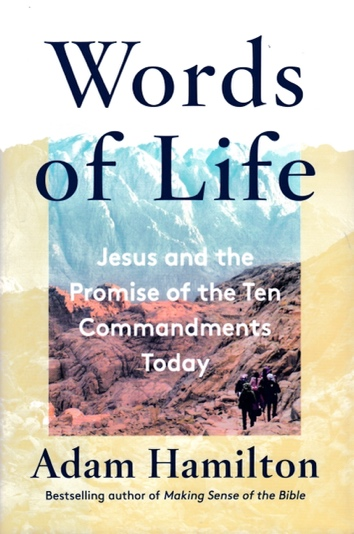 Words
of Life
Jesus and the
Promise of the Ten
Commandments
Today
Adam Hamilton
Bestselling author of Making Sense of the Bible